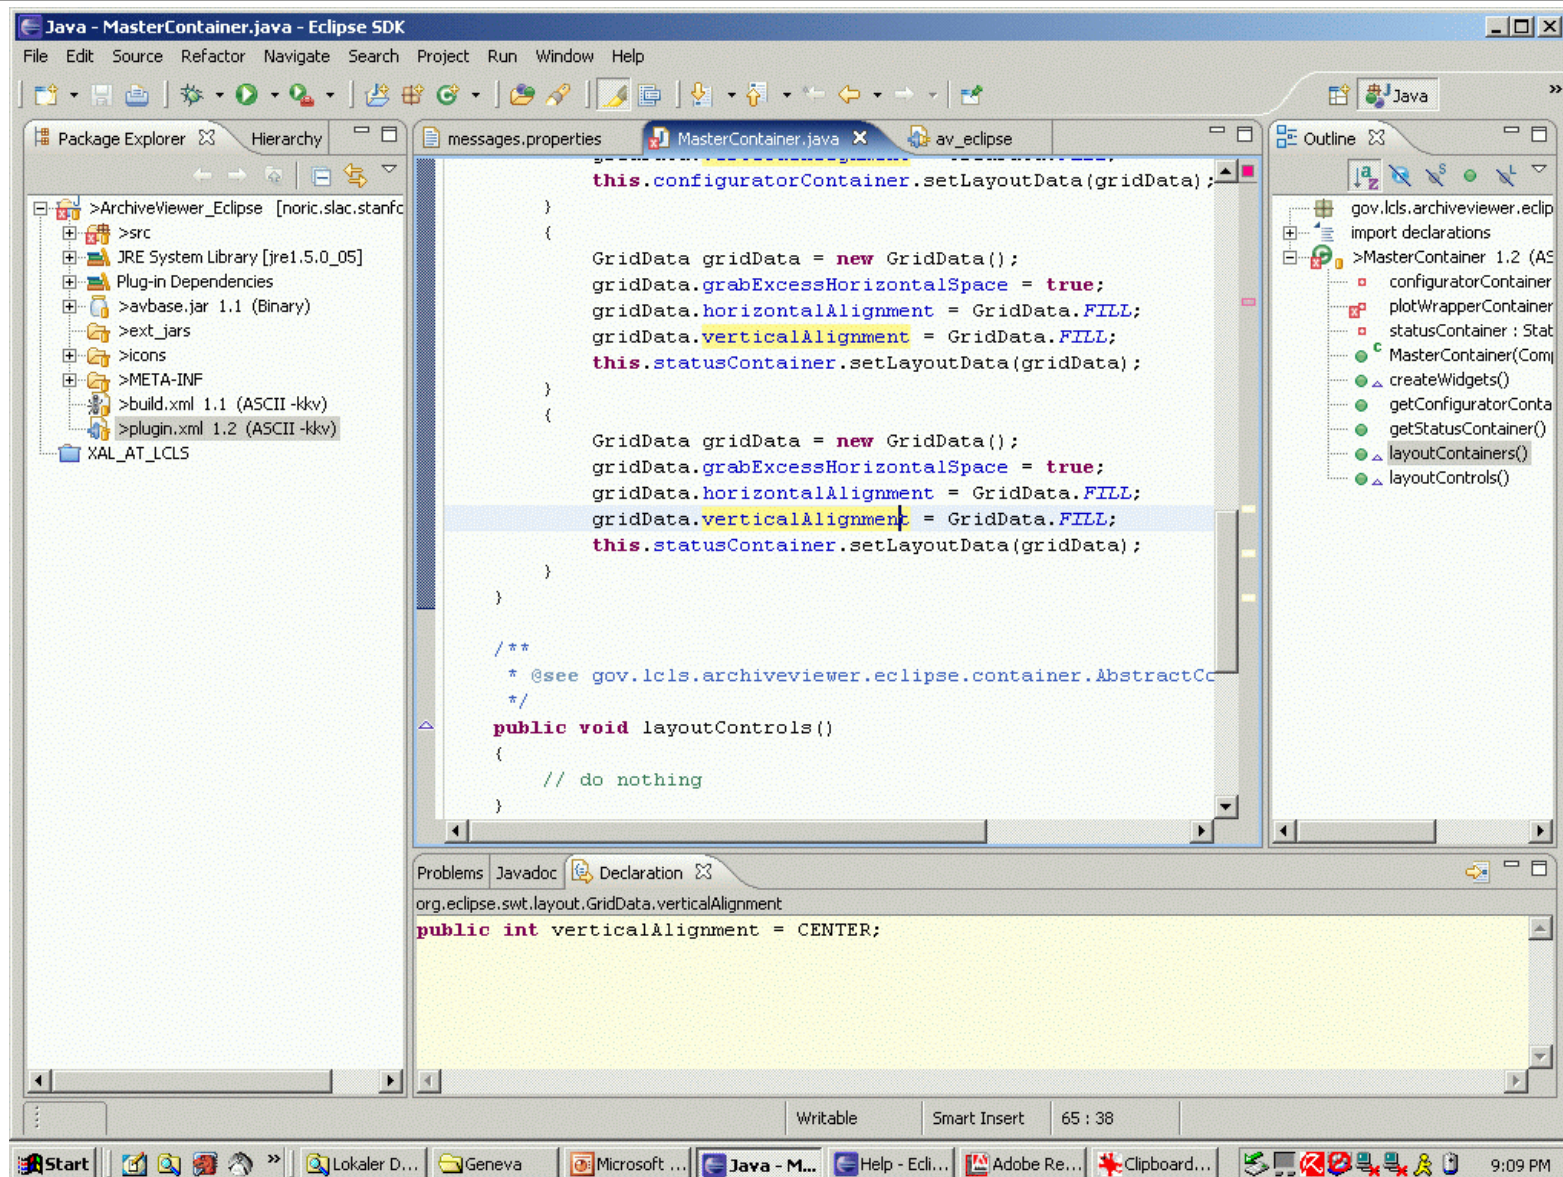 Java - MasterContainer.java - Eclipse SDK
File Edit Source Refactor Navigate Search Project Run Window Help
Java
Package Explorer Hierarchy
>ArchiveViewer_Eclipse [noric.slac.stanfc
>src
JRE System Library [jre1.5.0_05]
Plug-in Dependencies
>avbase.jar 1.1 (Binary)
>ext_jars
>icons
>META-INF
>build.xml 1.1 (ASCII -kkv)
>plugin.xml 1.2 (ASCII -kkv)
XAL_AT_LCLS
messages.properties MasterContainer.java av_eclipse
this.configuratorContainer.setLayoutData(gridData);
}
{
GridData gridData = new GridData();
gridData.grabExcessHorizontalSpace = true;
gridData.horizontalAlignment = GridData.FILL;
gridData.verticalAlignment = GridData.FILL;
this.statusContainer.setLayoutData(gridData);
}
{
GridData gridData = new GridData();
gridData.grabExcessHorizontalSpace = true;
gridData.horizontalAlignment = GridData.FILL;
gridData.verticalAlignment = GridData.FILL;
this.statusContainer.setLayoutData(gridData);
}
}
/**
* @see gov.lcls.archiveviewer.eclipse.container.AbstractCo
*/
public void layoutControls()
{
// do nothing
}
Outline
gov.lcls.archiveviewer.eclip
import declarations
>MasterContainer 1.2 (AS
configuratorContainer
plotWrapperContainer
statusContainer : Stat
MasterContainer(Com
createWidgets()
getConfiguratorConta
getStatusContainer()
layoutContainers()
layoutControls()
Problems Javadoc Declaration
org.eclipse.swt.layout.GridData.verticalAlignment
public int verticalAlignment = CENTER;
Writable Smart Insert 65 : 38
Start Lokaler D... Geneva Microsoft ... Java - M... Help - Ecli... Adobe Re... Clipboard... 9:09 PM